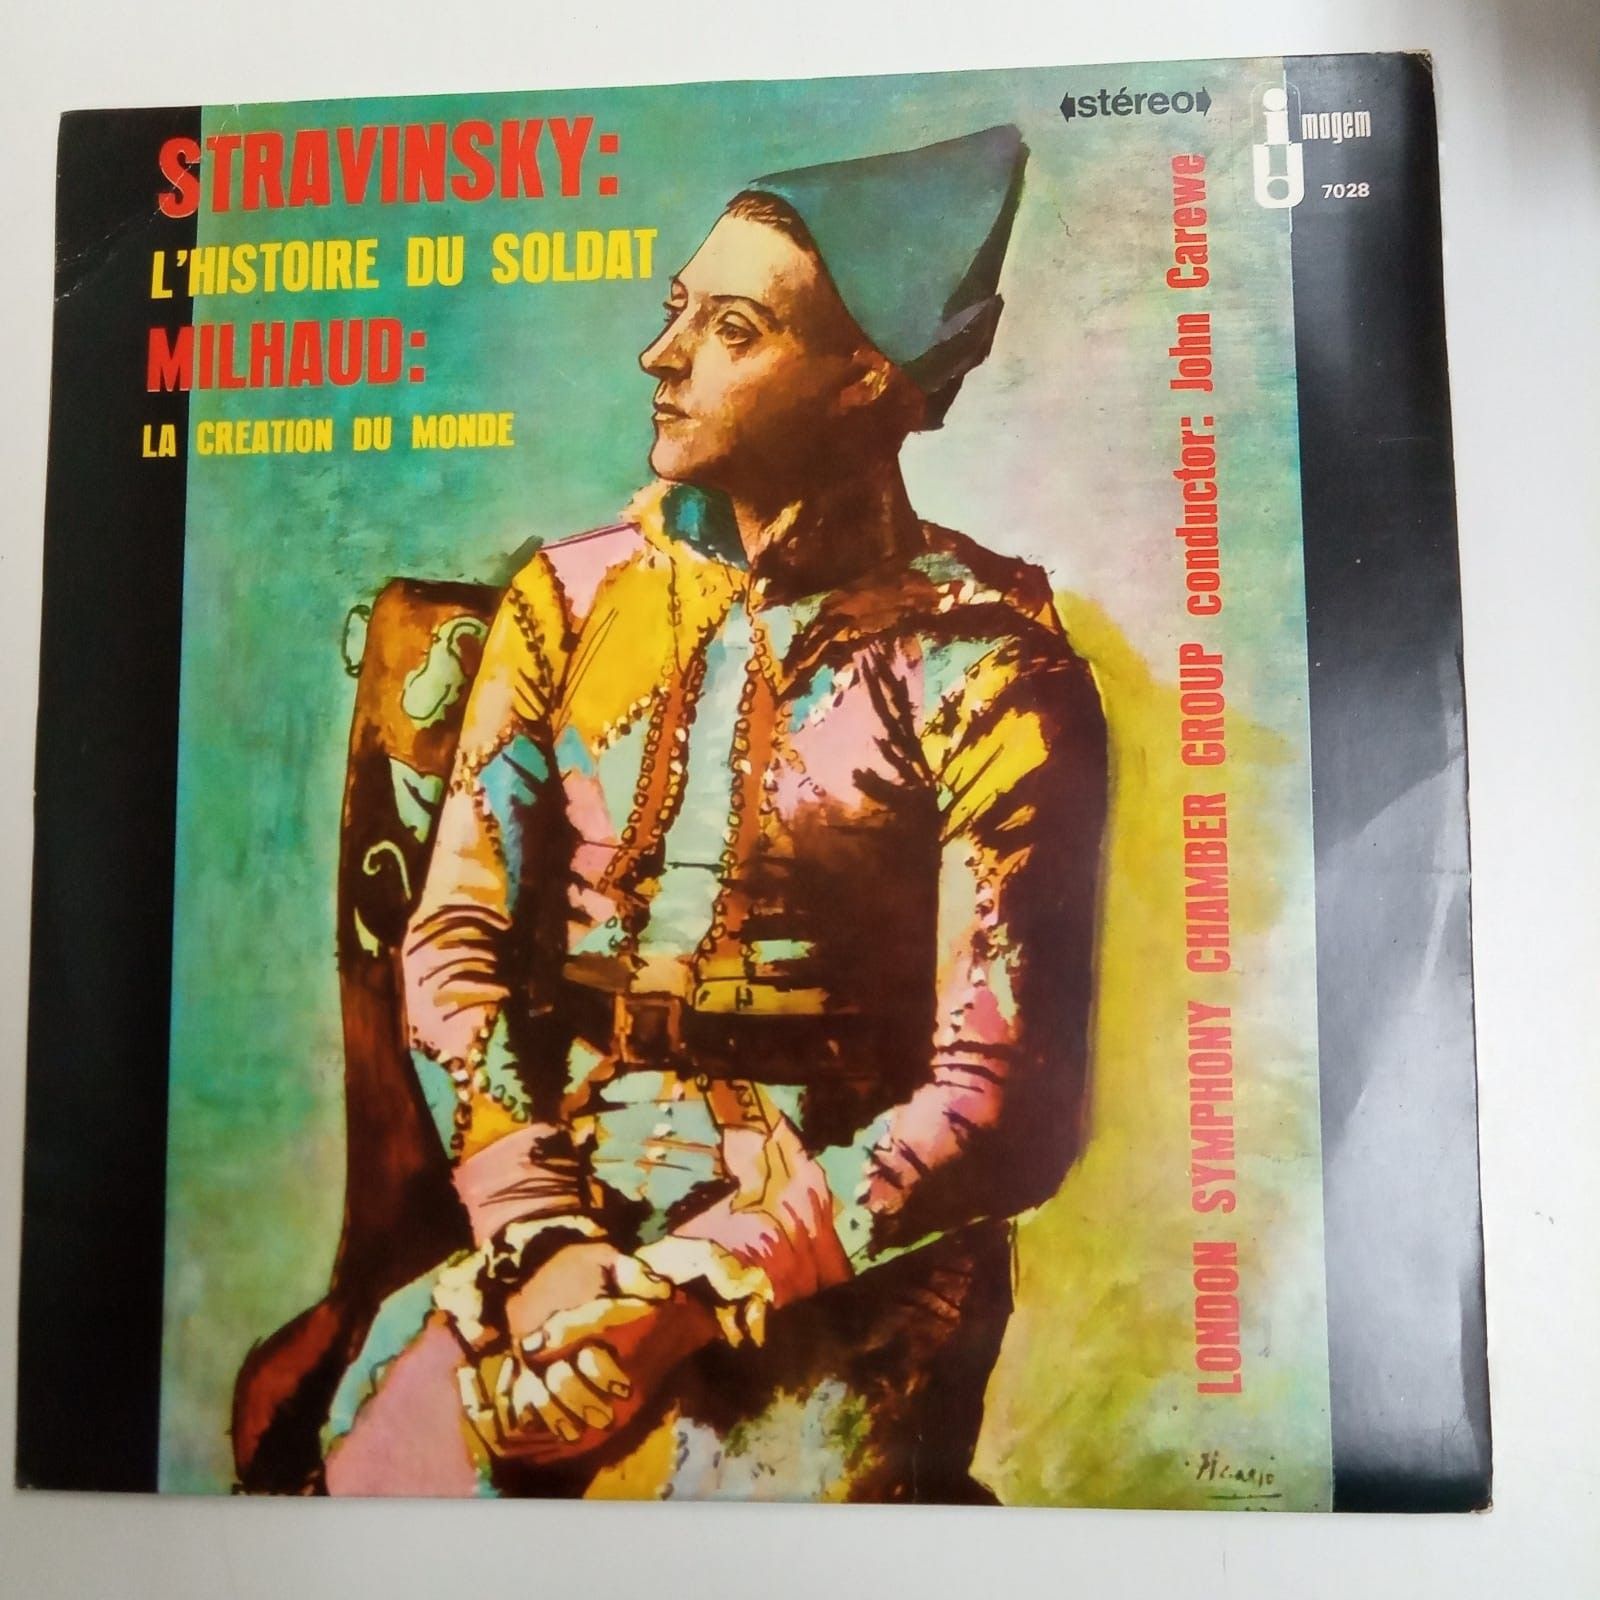 STRAVINSKY:
L'HISTOIRE DU SOLDAT
MILHAUD:
LA CREATION DU MONDE
stéreo
imagem
7028
LONDON SYMPHONY CHAMBER GROUP conductor: John Carewe
Picasso